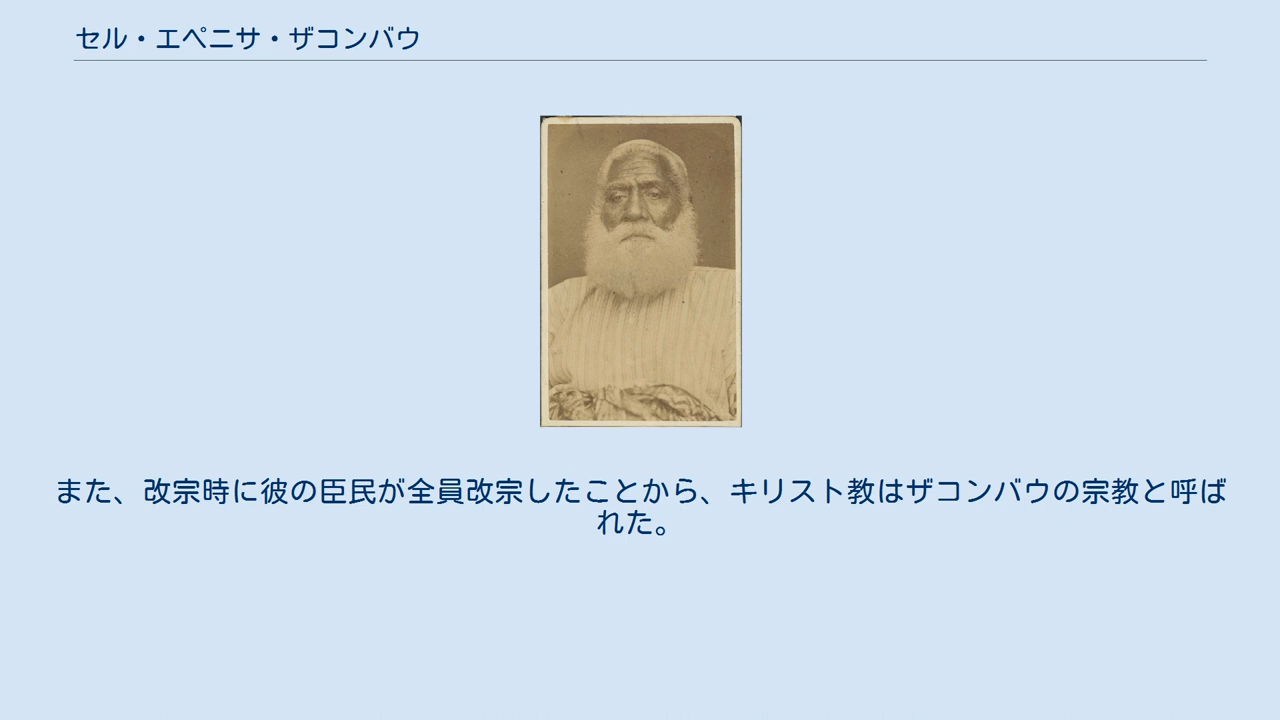 セル・エペニサ・ザコンバウ
また、改宗時に彼の臣民が全員改宗したことから、キリスト教はザコンバウの宗教と呼ば
れた。